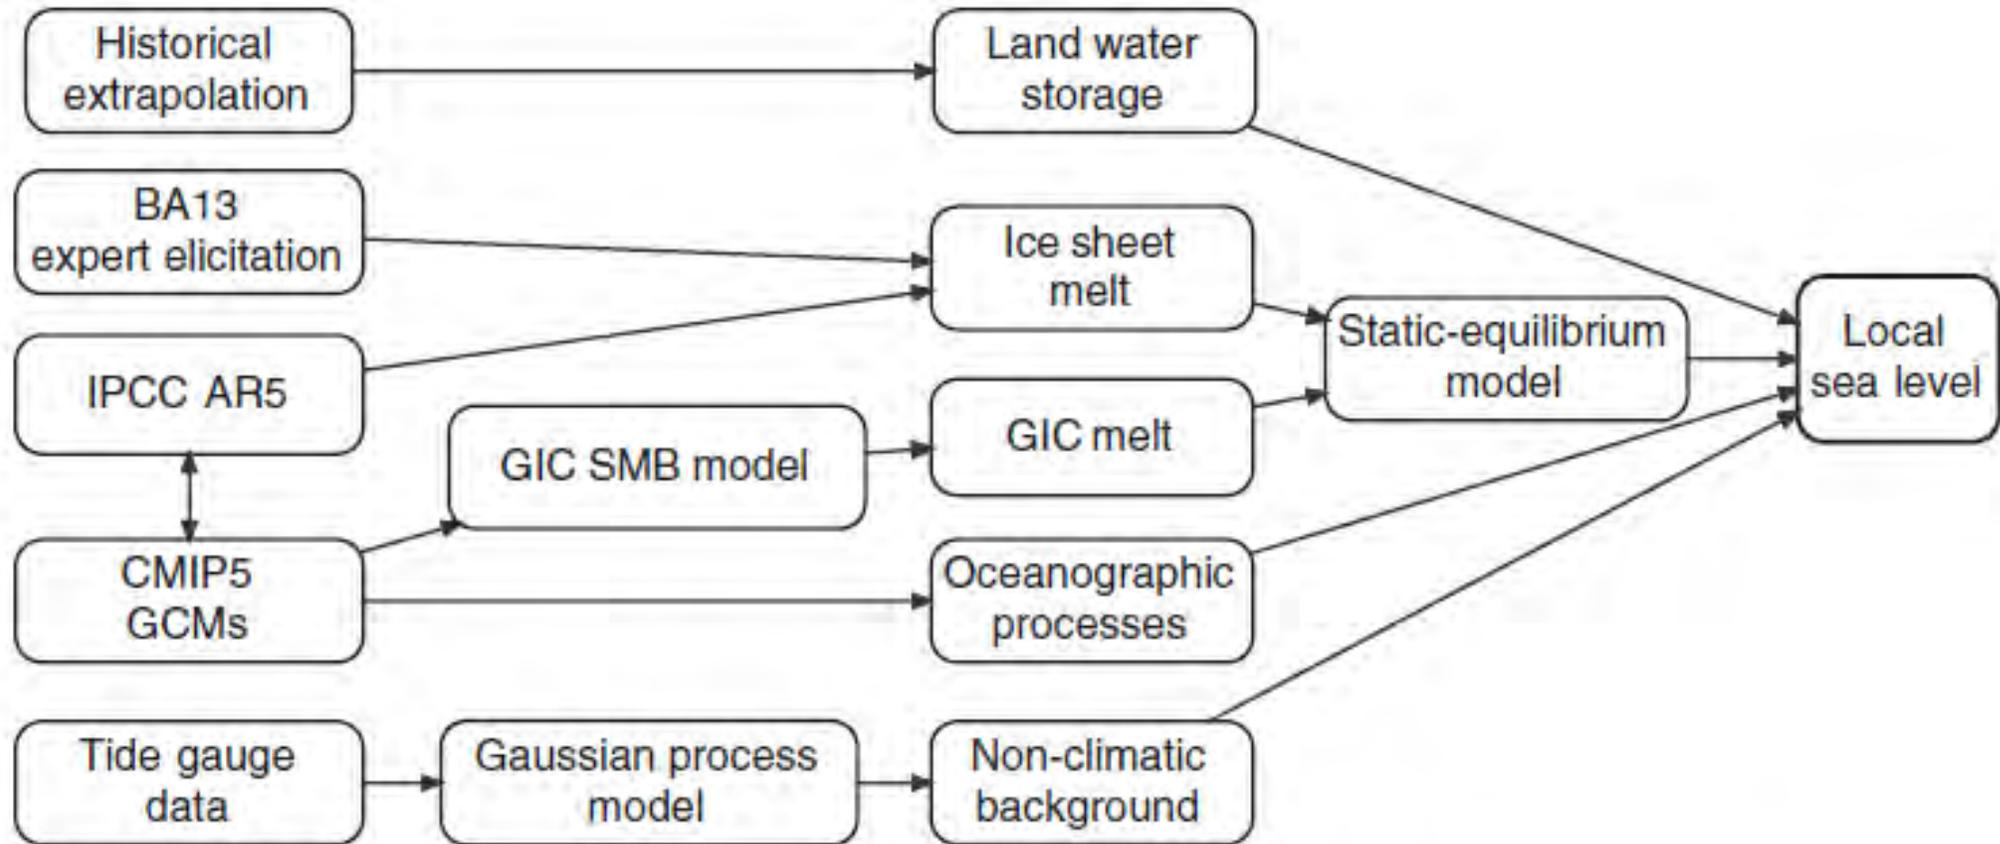 Historical
extrapolation
Land water
storage
BA13
expert elicitation
Ice sheet
melt
Static-equilibrium
model
Local
sea level
IPCC AR5
GIC SMB model
GIC melt
CMIP5
GCMs
Oceanographic
processes
Tide gauge
data
Gaussian process
model
Non-climatic
background